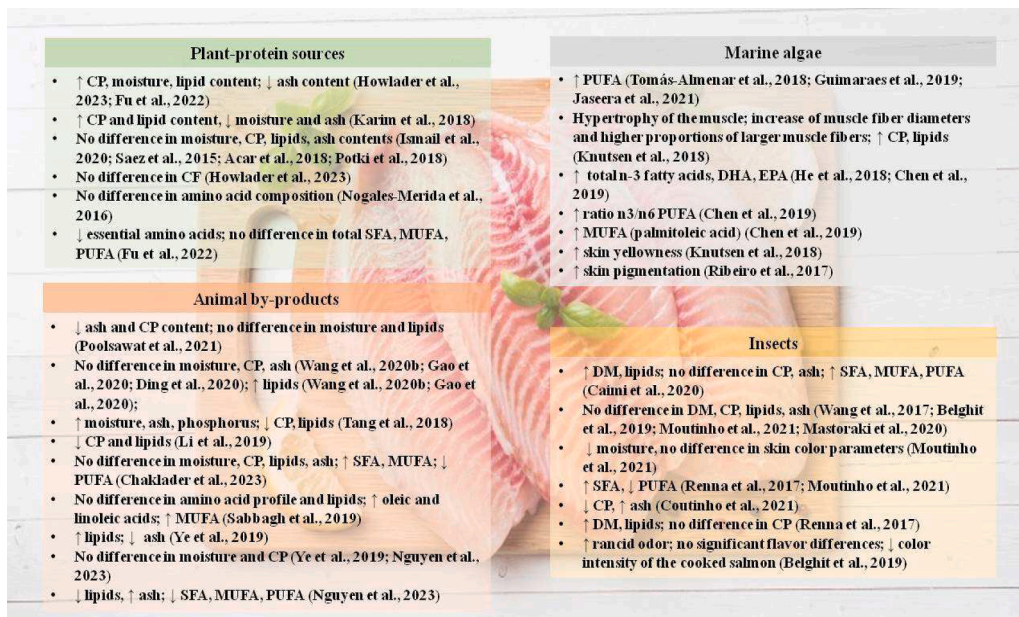 Plant-protein sources
• ↑ CP, moisture, lipid content; ↓ ash content (Howlader et al.,
2023; Fu et al., 2022)
• ↑ CP and lipid content, ↓ moisture and ash (Karim et al., 2018)
• No difference in moisture, CP, lipids, ash contents (Ismail et al.,
2020; Saez et al., 2015; Acar et al., 2018; Potki et al., 2018)
• No difference in CF (Howlader et al., 2023)
• No difference in amino acid composition (Nogales-Merida et al.,
2016)
• ↓ essential amino acids; no difference in total SFA, MUFA,
PUFA (Fu et al., 2022)
Animal by-products
• ↓ ash and CP content; no difference in moisture and lipids
(Poolsawat et al., 2021)
• No difference in moisture, CP, ash (Wang et al., 2020b; Gao et
al., 2020; Ding et al., 2020); ↑ lipids (Wang et al., 2020b; Gao et
al., 2020);
• ↑ moisture, ash, phosphorus; ↓ CP, lipids (Tang et al., 2018)
• ↓ CP and lipids (Li et al., 2019)
• No difference in moisture, CP, lipids, ash; ↑ SFA, MUFA; ↓
PUFA (Chaklader et al., 2023)
• No difference in amino acid profile and lipids; ↑ oleic and
linoleic acids; ↑ MUFA (Sabbagh et al., 2019)
• ↑ lipids; ↓ ash (Ye et al., 2019)
• No difference in moisture and CP (Ye et al., 2019; Nguyen et al.,
2023)
• ↓ lipids, ↑ ash; ↓ SFA, MUFA, PUFA (Nguyen et al., 2023)
Marine algae
• ↑ PUFA (Tomás-Almenar et al., 2018; Guimaraes et al., 2019;
Jaseera et al., 2021)
• Hypertrophy of the muscle; increase of muscle fiber diameters
and higher proportions of larger muscle fibers; ↑ CP, lipids
(Knutsen et al., 2018)
• ↑ total n-3 fatty acids, DHA, EPA (He et al., 2018; Chen et al.,
2019)
• ↑ ratio n3/n6 PUFA (Chen et al., 2019)
• ↑ MUFA (palmitoleic acid) (Chen et al., 2019)
• ↑ skin yellowness (Knutsen et al., 2018)
• ↑ skin pigmentation (Ribeiro et al., 2017)
Insects
• ↑ DM, lipids; no difference in CP, ash; ↑ SFA, MUFA, PUFA
(Caimi et al., 2020)
• No difference in DM, CP, lipids, ash (Wang et al., 2017; Belghit
et al., 2019; Moutinho et al., 2021; Mastoraki et al., 2020)
• ↓ moisture, no difference in skin color parameters (Moutinho
et al., 2021)
• ↑ SFA, ↓ PUFA (Renna et al., 2017; Moutinho et al., 2021)
• ↓ CP, ↑ ash (Coutinho et al., 2021)
• ↑ DM, lipids; no difference in CP (Renna et al., 2017)
• ↑ rancid odor; no significant flavor differences; ↓ color
intensity of the cooked salmon (Belghit et al., 2019)